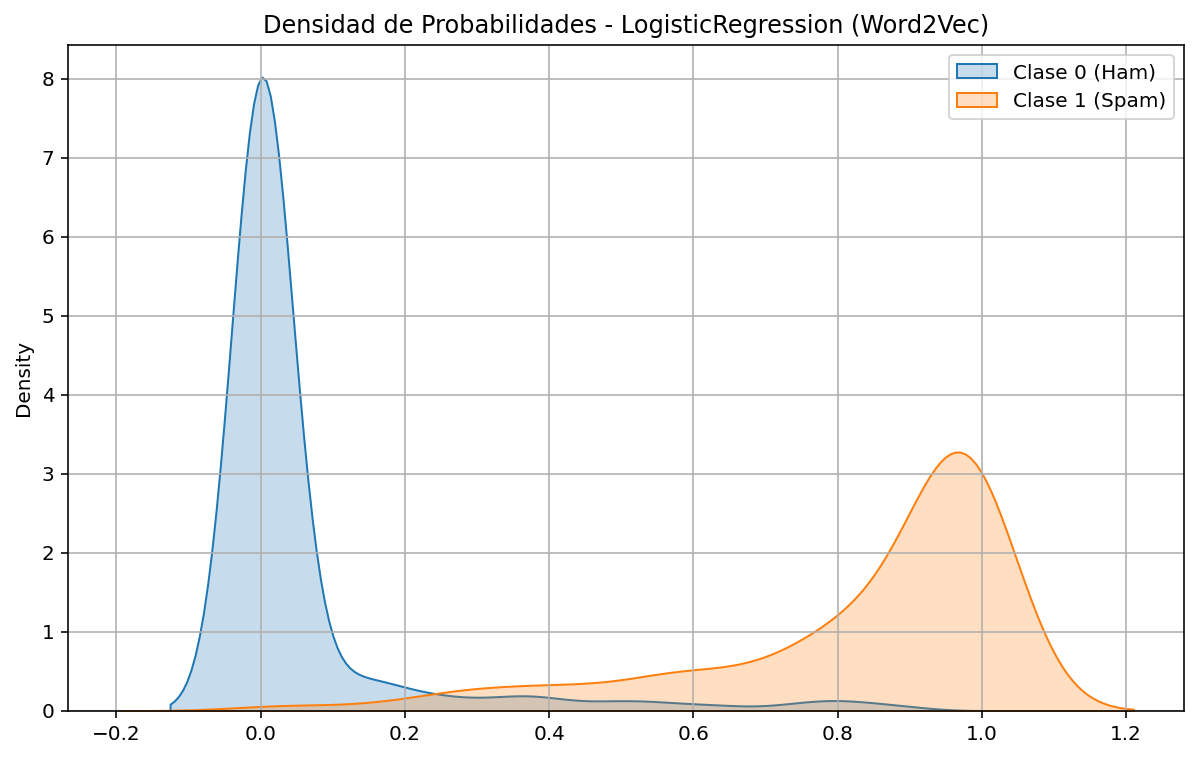 Densidad de Probabilidades - LogisticRegression (Word2Vec)
Clase 0 (Ham)
Clase 1 (Spam)
Density
8
7
6
5
4
3
2
1
0
−0.2 0.0 0.2 0.4 0.6 0.8 1.0 1.2